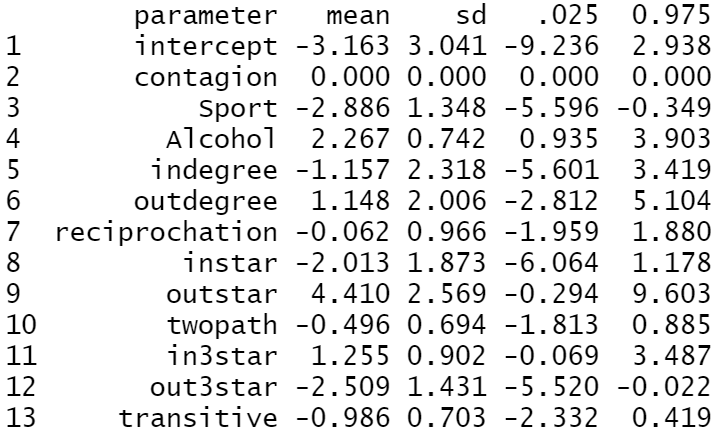 parameter mean sd .025 0.975
1 intercept -3.163 3.041 -9.236 2.938
2 contagion 0.000 0.000 0.000 0.000
3 Sport -2.886 1.348 -5.596 -0.349
4 Alcohol 2.267 0.742 0.935 3.903
5 indegree -1.157 2.318 -5.601 3.419
6 outdegree 1.148 2.006 -2.812 5.104
7 reciprochation -0.062 0.966 -1.959 1.880
8 instar -2.013 1.873 -6.064 1.178
9 outstar 4.410 2.569 -0.294 9.603
10 twopath -0.496 0.694 -1.813 0.885
11 in3star 1.255 0.902 -0.069 3.487
12 out3star -2.509 1.431 -5.520 -0.022
13 transitive -0.986 0.703 -2.332 0.419